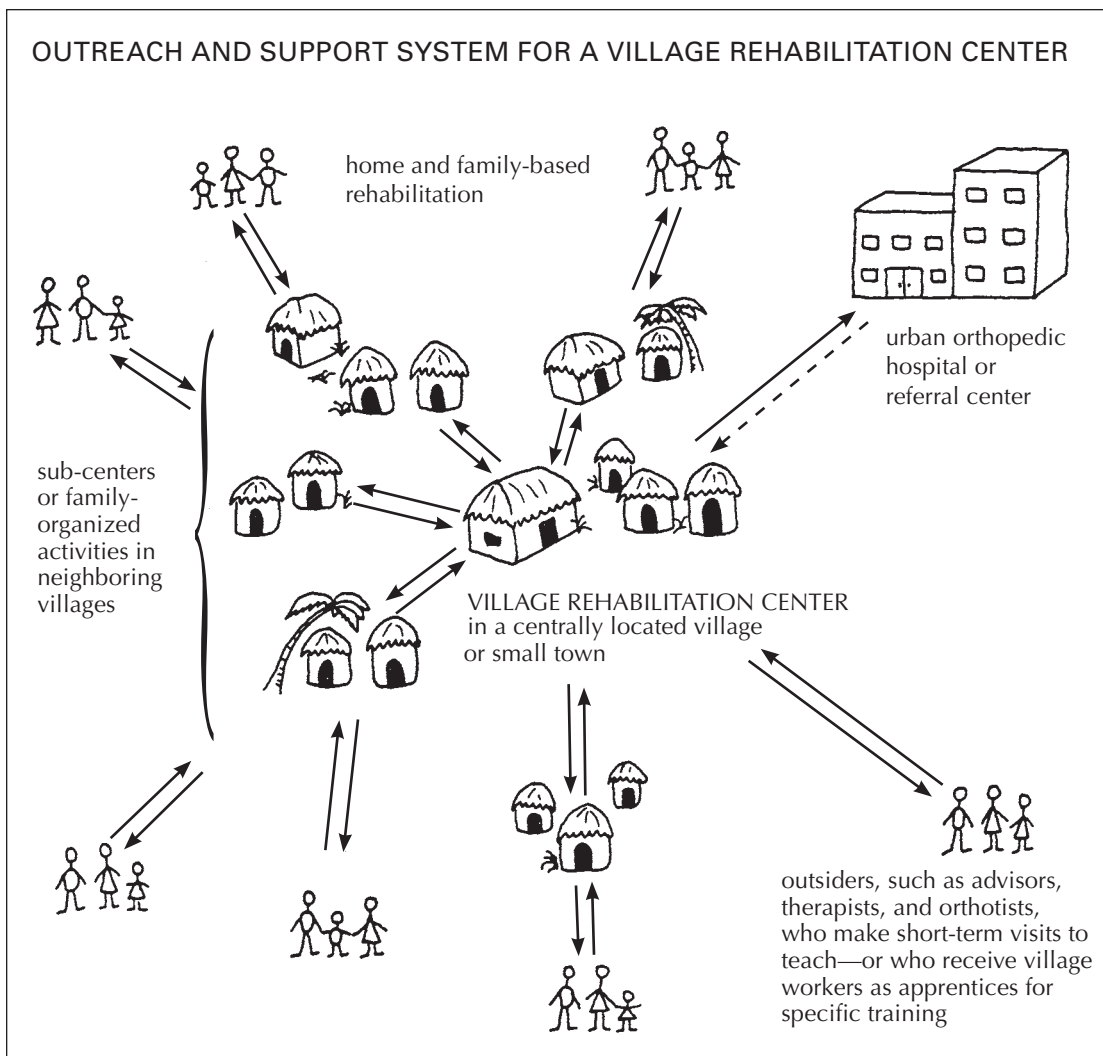 OUTREACH AND SUPPORT SYSTEM FOR A VILLAGE REHABILITATION CENTER
home and family-based
rehabilitation
urban orthopedic
hospital or
referral center
sub-centers
or family-
organized
activities in
neighboring
villages
VILLAGE REHABILITATION CENTER
in a centrally located village
or small town
outsiders, such as advisors,
therapists, and orthotists,
who make short-term visits to
teach—or who receive village
workers as apprentices for
specific training